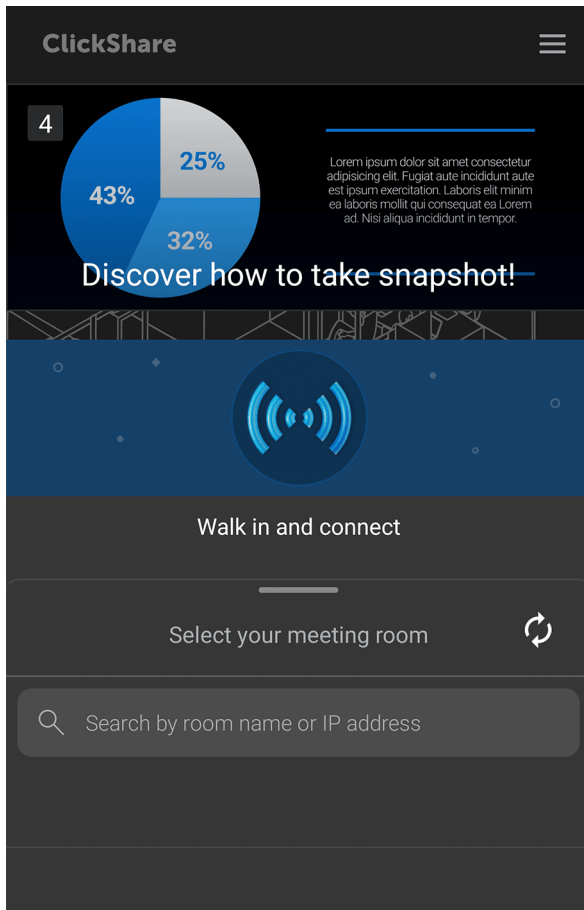 ClickShare
4
25%
43%
32%
Lorem ipsum dolor sit amet consectetur
adipisicing elit. Fugiat aute incididunt aute
est ipsum exercitation. Laboris elit minim
ea laboris mollit qui consequat ea Lorem
ad. Nisi aliqua incididunt in tempor.
Discover how to take snapshot!
Walk in and connect
Select your meeting room
Search by room name or IP address